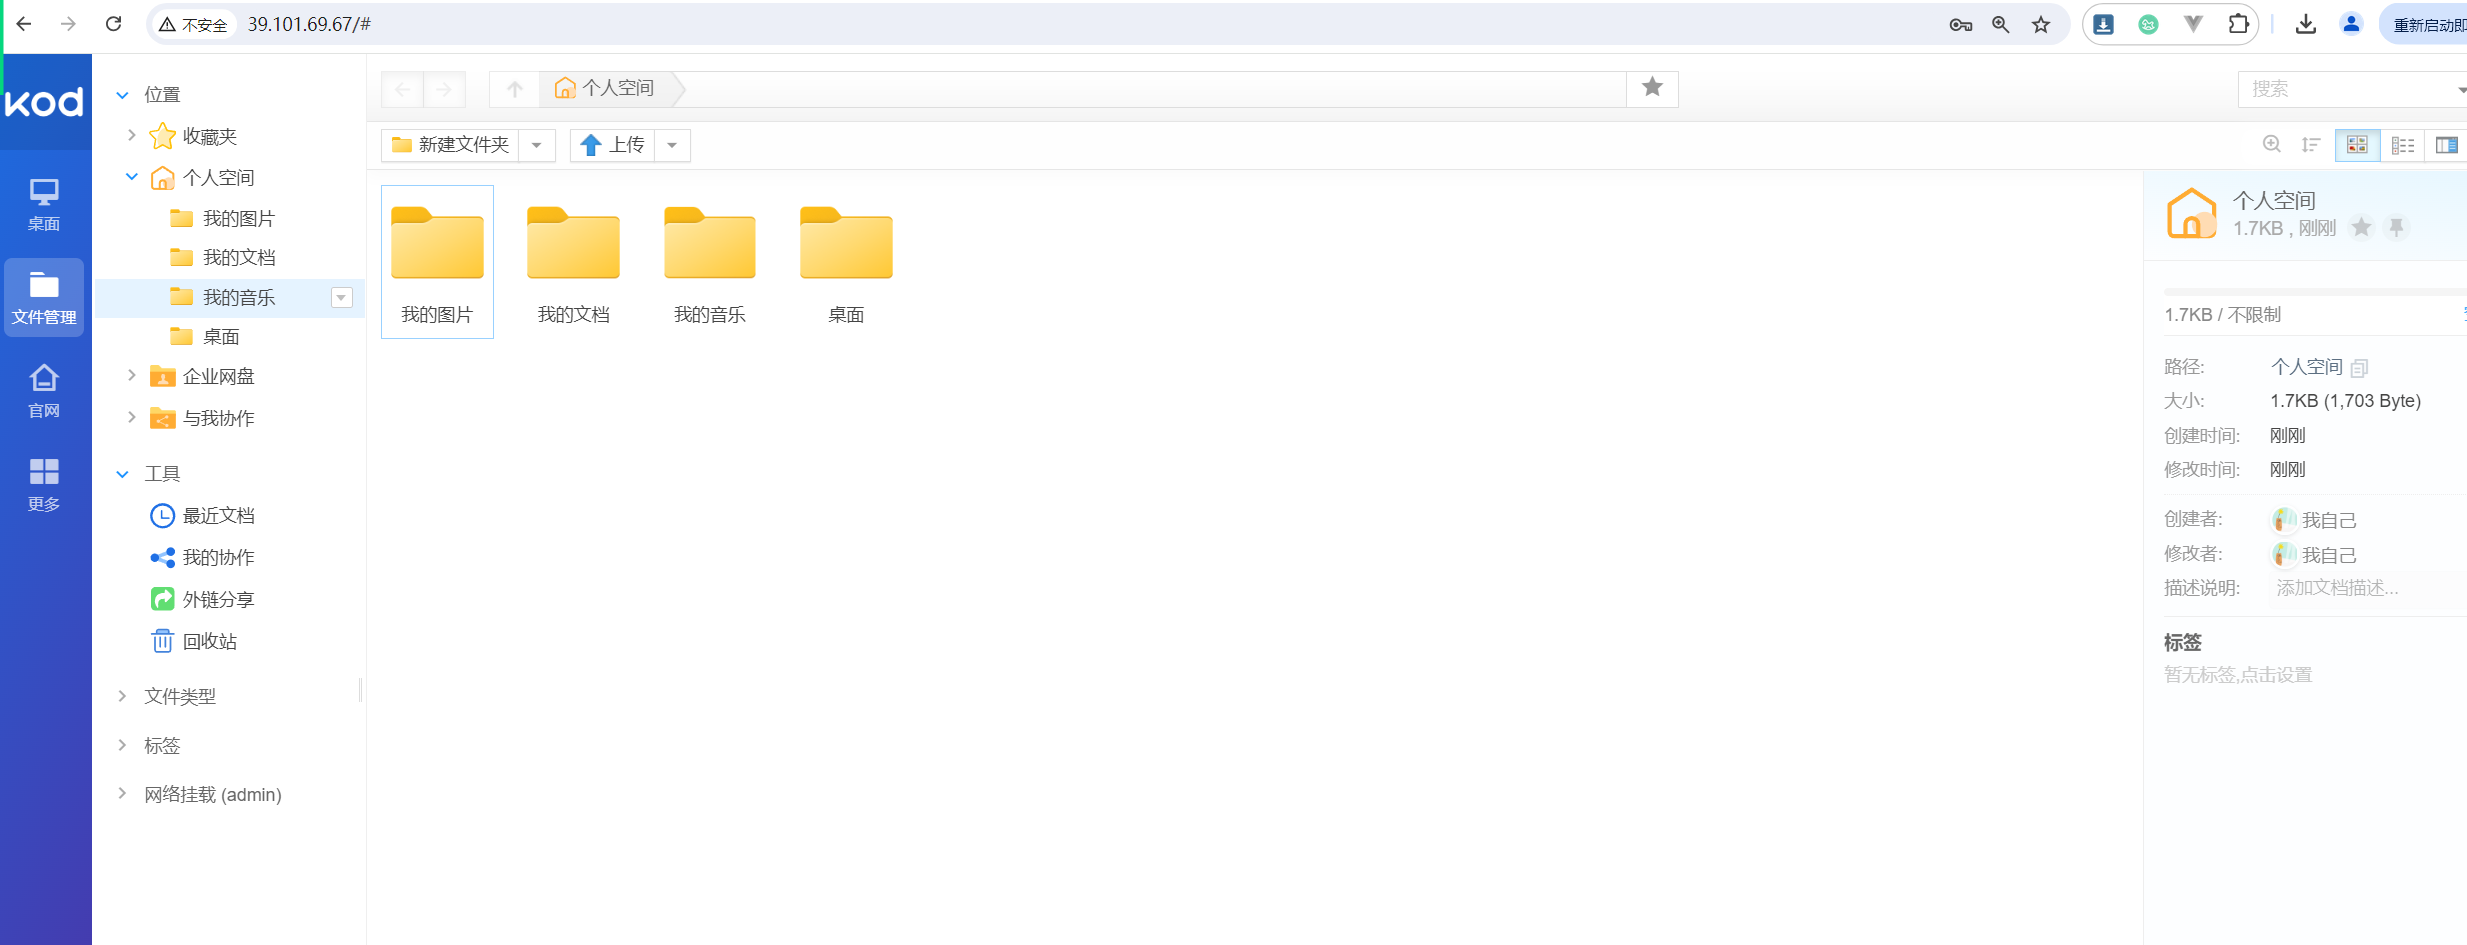 不安全
39.101.69.67/#
重新启动即
kod
桌面
文件管理
官网
更多
位置
收藏夹
个人空间
我的图片
我的文档
我的音乐
桌面
企业网盘
与我协作
工具
最近文档
我的协作
外链分享
回收站
文件类型
标签
网络挂载 (admin)
个人空间
搜索
新建文件夹
上传
我的图片
我的文档
我的音乐
桌面
个人空间
1.7KB , 刚刚
1.7KB / 不限制
路径: 个人空间
大小: 1.7KB (1,703 Byte)
创建时间: 刚刚
修改时间: 刚刚
创建者: 我自己
修改者: 我自己
描述说明: 添加文档描述...
标签
暂无标签,点击设置